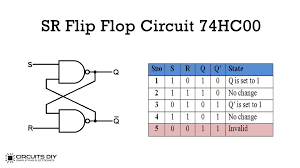 SR Flip Flop Circuit 74HC00
S
Q
R
Q
Sno S R Q Q' State
1 1 0 0 1 Q is set to 1
2 1 1 0 1 No change
3 0 1 1 0 Q' is set to 1
4 1 1 1 0 No change
5 0 0 1 1 Invalid
CIRCUITS DIY